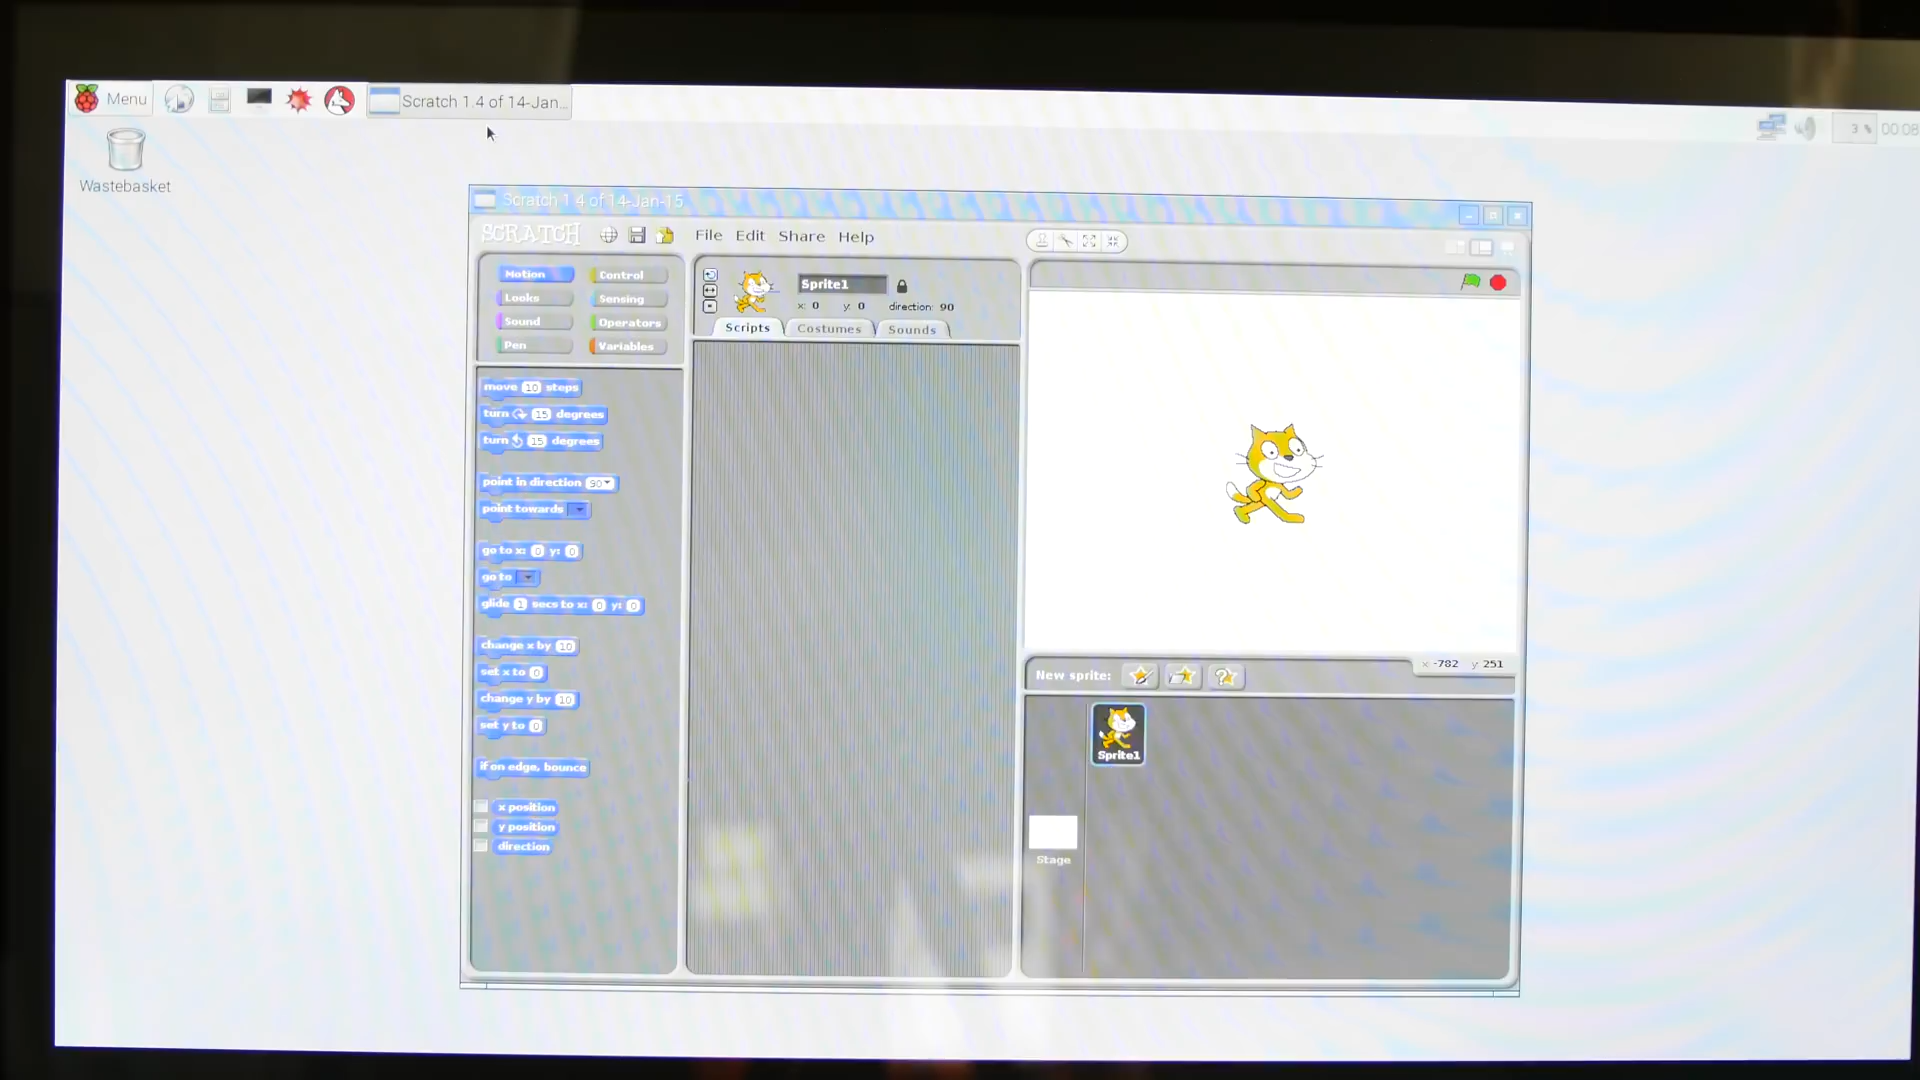 Menu
Scratch 1.4 of 14-Jan...
3 %
00:08
Wastebasket
Scratch 1.4 of 14-Jan-15
SCRATCH
File Edit Share Help
Motion Control
Looks Sensing
Sound Operators
Pen Variables
Sprite1
x: 0 y: 0 direction: 90
Scripts Costumes Sounds
move 10 steps
turn 15 degrees
turn 15 degrees
point in direction 90
point towards
go to x: 0 y: 0
go to
glide 1 secs to x: 0 y: 0
change x by 10
set x to 0
change y by 10
set y to 0
if on edge, bounce
x position
y position
direction
x: -782 y: 251
New sprite:
Sprite1
Stage